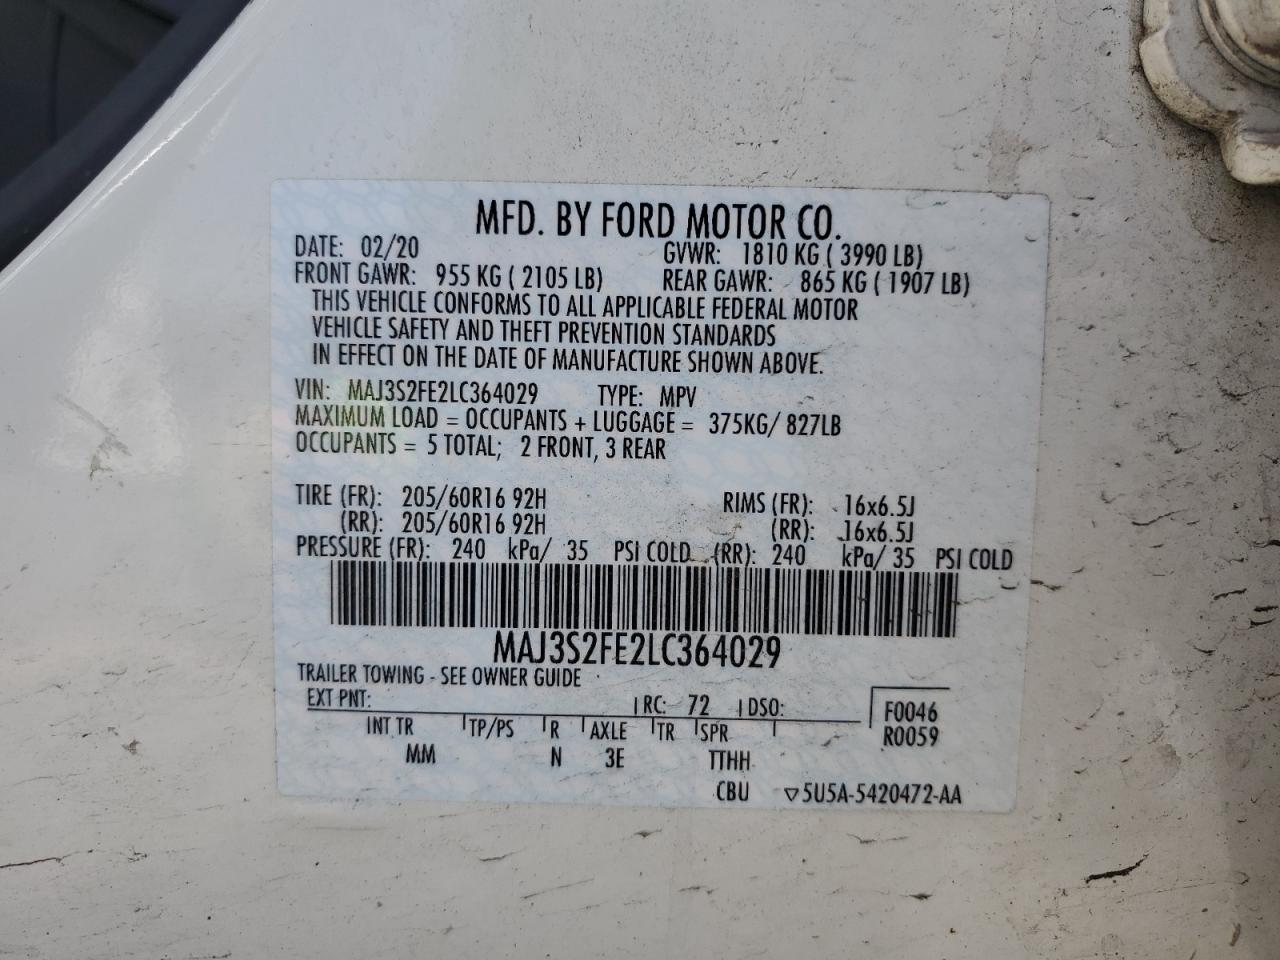 MFD. BY FORD MOTOR CO.
DATE: 02/20 GVWR: 1810 KG ( 3990 LB)
FRONT GAWR: 955 KG ( 2105 LB) REAR GAWR: 865 KG ( 1907 LB)
THIS VEHICLE CONFORMS TO ALL APPLICABLE FEDERAL MOTOR
VEHICLE SAFETY AND THEFT PREVENTION STANDARDS
IN EFFECT ON THE DATE OF MANUFACTURE SHOWN ABOVE.
VIN: MAJ3S2FE2LC364029 TYPE: MPV
MAXIMUM LOAD = OCCUPANTS + LUGGAGE = 375KG/ 827LB
OCCUPANTS = 5 TOTAL; 2 FRONT, 3 REAR
TIRE (FR): 205/60R16 92H RIMS (FR): 16x6.5J
(RR): 205/60R16 92H (RR): 16x6.5J
PRESSURE (FR): 240 kPa/ 35 PSI COLD (RR): 240 kPa/ 35 PSI COLD
MAJ3S2FE2LC364029
TRAILER TOWING - SEE OWNER GUIDE
EXT PNT: RC: 72 DSO: F0046
INT TR TP/PS R AXLE TR SPR R0059
MM N 3E TTHH
CBU ▽5U5A-5420472-AA